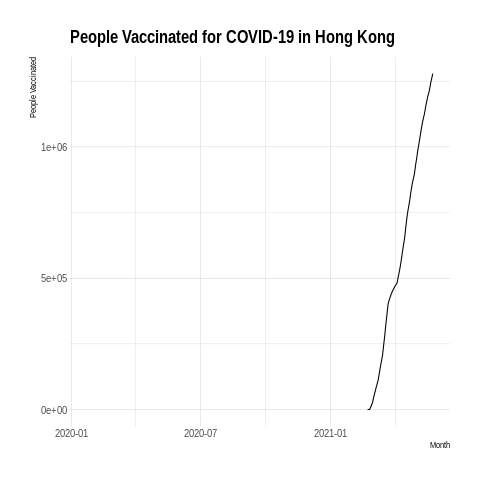 People Vaccinated for COVID-19 in Hong Kong
People Vaccinated
1e+06
5e+05
0e+00
2020-01 2020-07 2021-01
Month